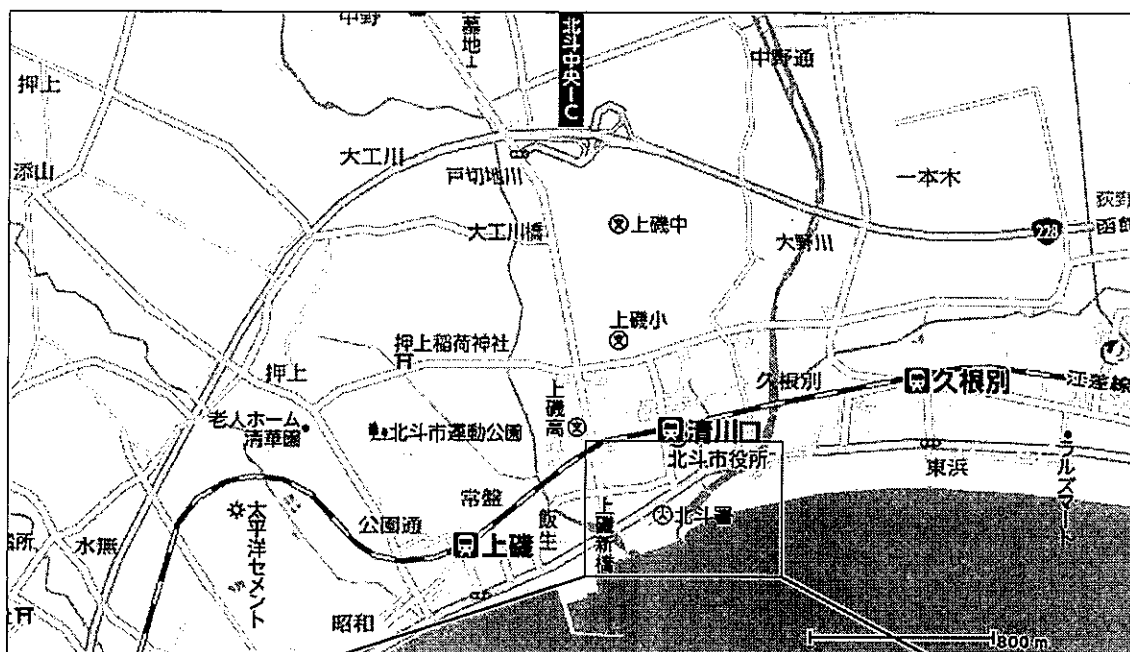 中野
墓地
北斗中央IC
中野通
押上
添山
大工川
戸切地川
一本木
大工川橋
上磯中
大野川
228
函館
上磯小
押上稲荷神社
押上
上磯高
久根別
久根別
江差線
老人ホーム
清華園
北斗市運動公園
清川口
北斗市役所
東浜
ラルズマート
常盤
飯生
上磯新橋
北斗署
公園通
上磯
水無
太平洋セメント
昭和
800m